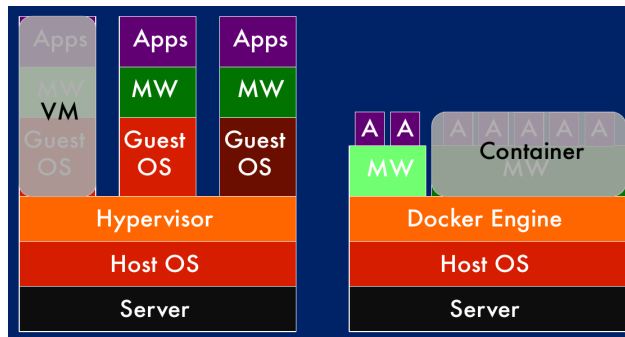 Apps
MW
VM
Guest
OS
Apps
MW
Guest
OS
Apps
MW
Guest
OS
Hypervisor
Host OS
Server
A A
MW
A A A A A
Container
MW
Docker Engine
Host OS
Server